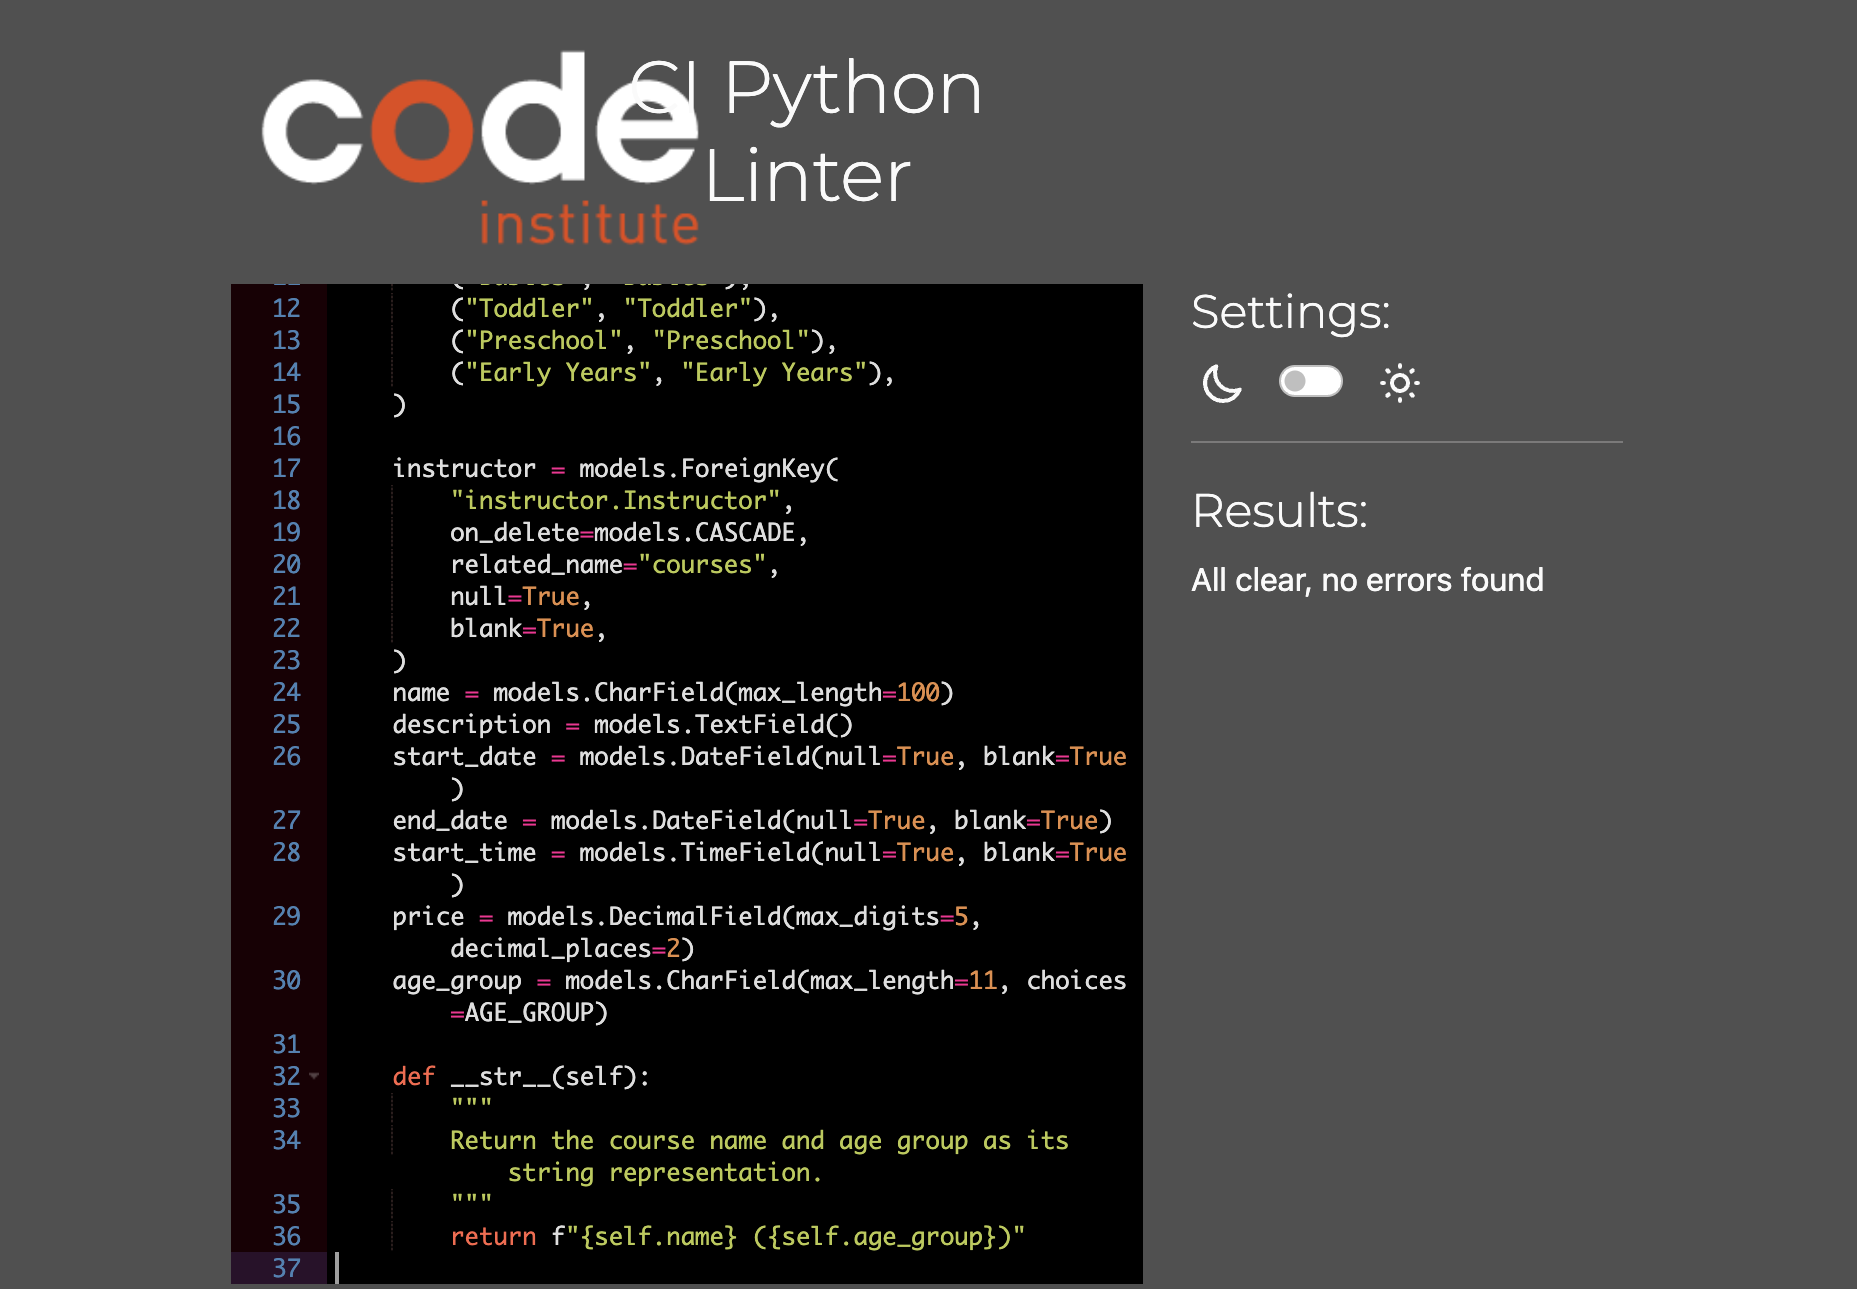 code
institute
CI Python
Linter
12 ("Toddler", "Toddler"),
13 ("Preschool", "Preschool"),
14 ("Early Years", "Early Years"),
15 )
16
17 instructor = models.ForeignKey(
18 "instructor.Instructor",
19 on_delete=models.CASCADE,
20 related_name="courses",
21 null=True,
22 blank=True,
23 )
24 name = models.CharField(max_length=100)
25 description = models.TextField()
26 start_date = models.DateField(null=True, blank=True
)
27 end_date = models.DateField(null=True, blank=True)
28 start_time = models.TimeField(null=True, blank=True
)
29 price = models.DecimalField(max_digits=5,
decimal_places=2)
30 age_group = models.CharField(max_length=11, choices
=AGE_GROUP)
31
32 def __str__(self):
33 """
34 Return the course name and age group as its
string representation.
35 """
36 return f"{self.name} ({self.age_group})"
37
Settings:
Results:
All clear, no errors found